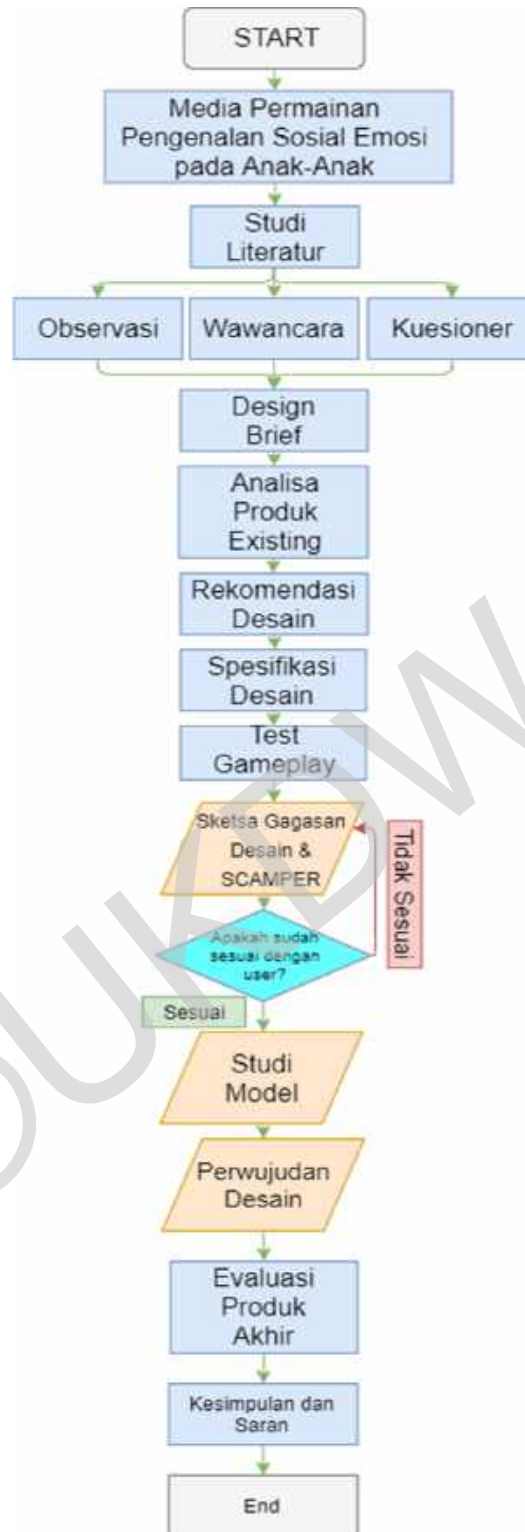 START
Media Permainan
Pengenalan Sosial Emosi
pada Anak-Anak
Studi
Literatur
Observasi
Wawancara
Kuesioner
Design
Brief
Analisa
Produk
Existing
Rekomendasi
Desain
Spesifikasi
Desain
Test
Gameplay
Sketsa Gagasan
Desain &
SCAMPER
Tidak Sesuai
Apakah sudah
sesuai dengan
user?
Sesuai
Studi
Model
Perwujudan
Desain
Evaluasi
Produk
Akhir
Kesimpulan dan
Saran
End
©UKDW